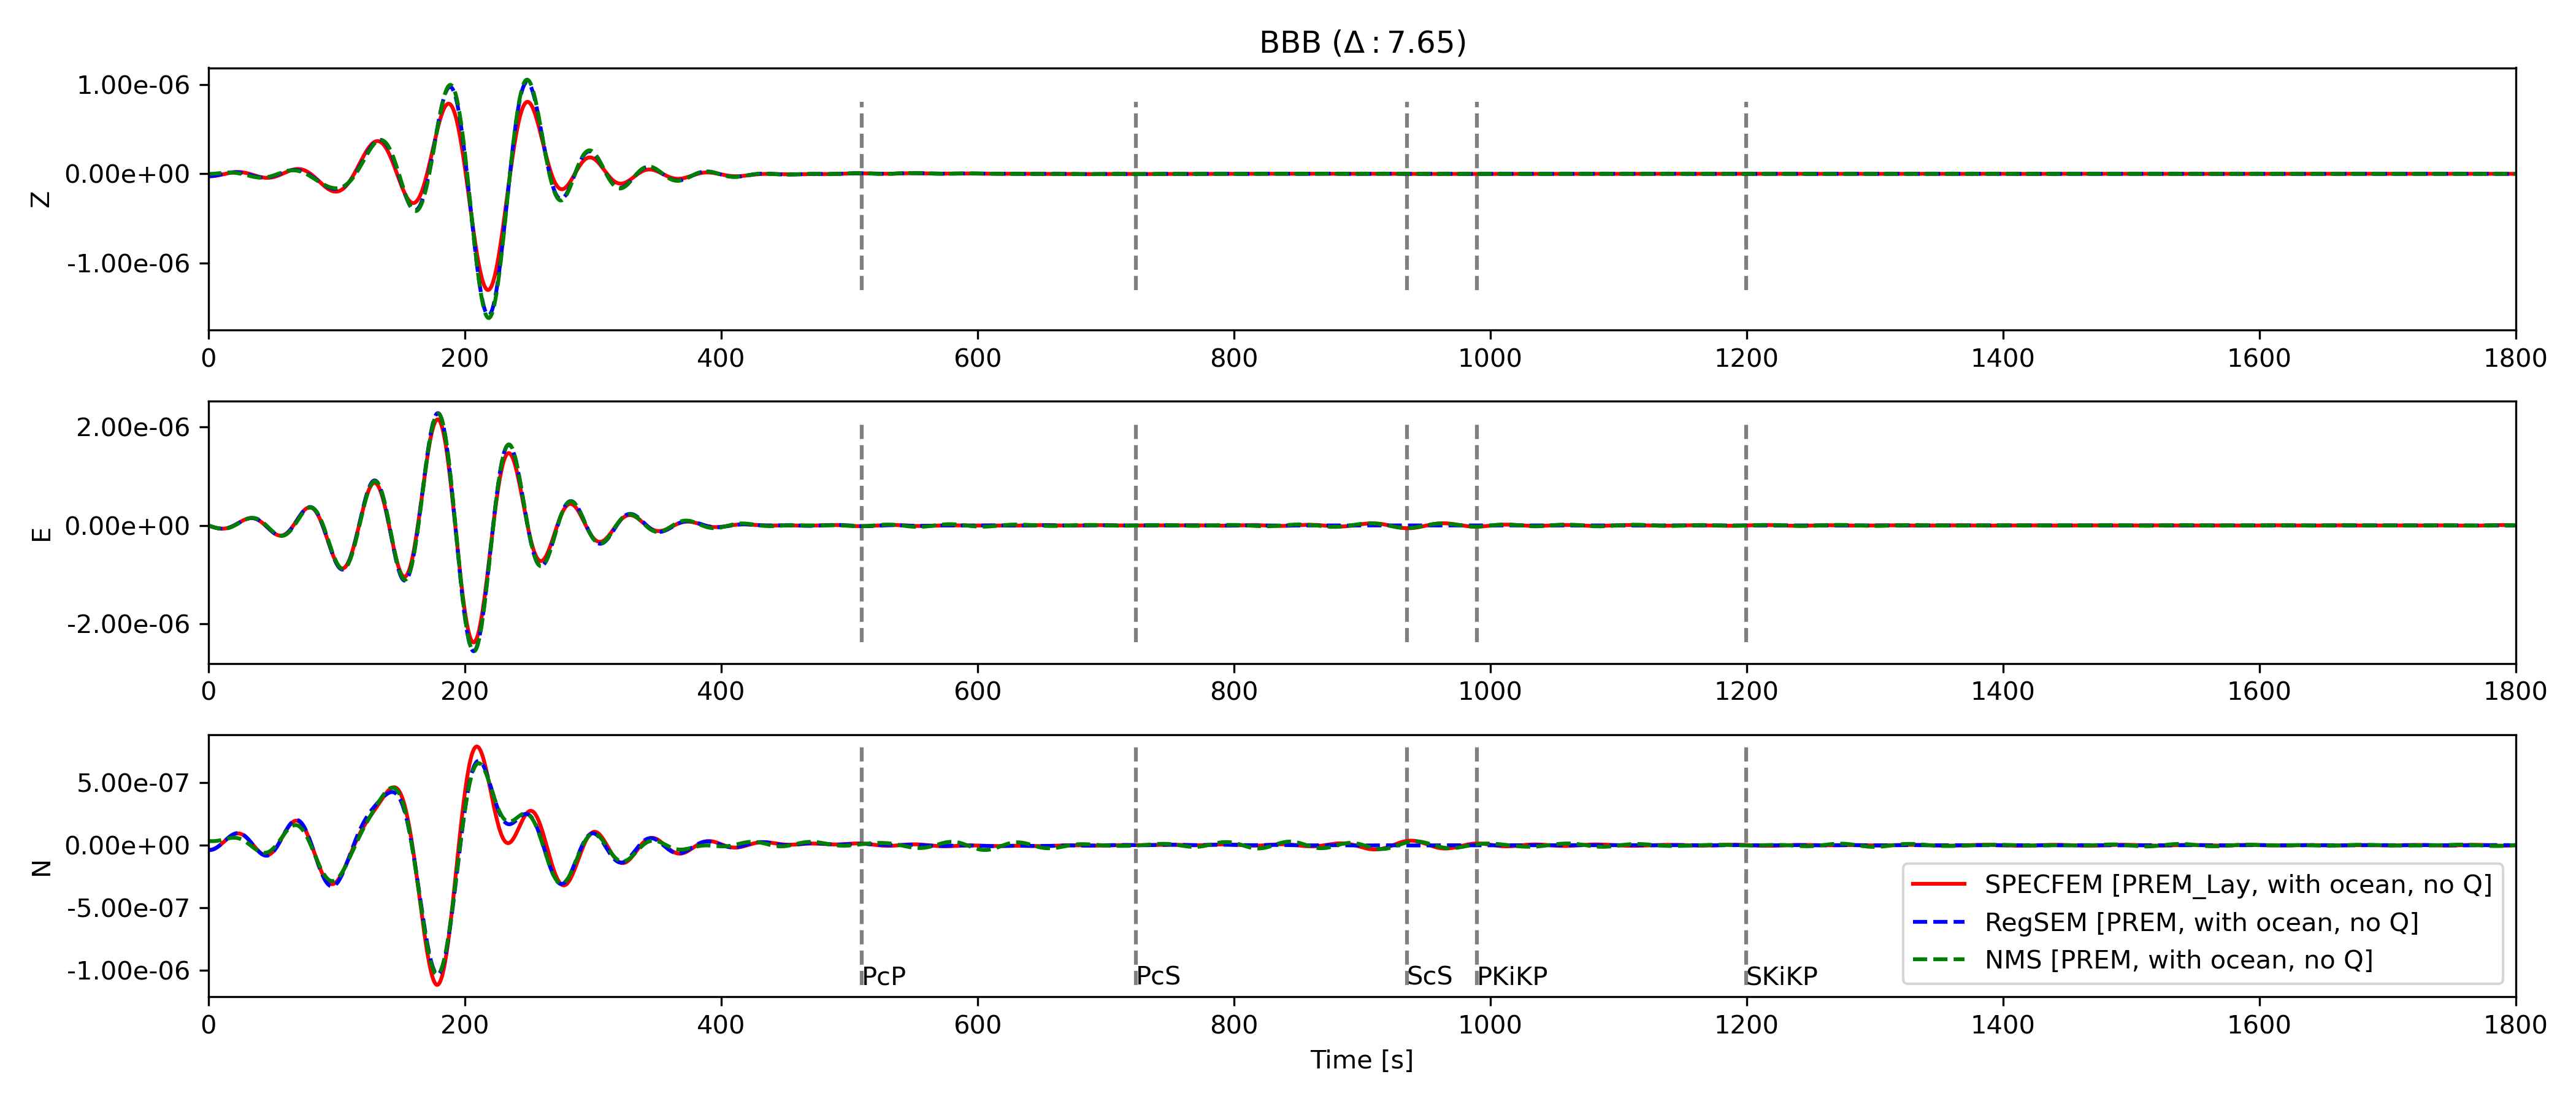 BBB (Δ : 7.65)
1.00e-06
0.00e+00
-1.00e-06
Z
0 200 400 600 800 1000 1200 1400 1600 1800
2.00e-06
0.00e+00
-2.00e-06
E
0 200 400 600 800 1000 1200 1400 1600 1800
5.00e-07
0.00e+00
-5.00e-07
-1.00e-06
N
SPECFEM [PREM_Lay, with ocean, no Q]
RegSEM [PREM, with ocean, no Q]
NMS [PREM, with ocean, no Q]
PcP PcS ScS PKiKP SKiKP
0 200 400 600 800 1000 1200 1400 1600 1800
Time [s]